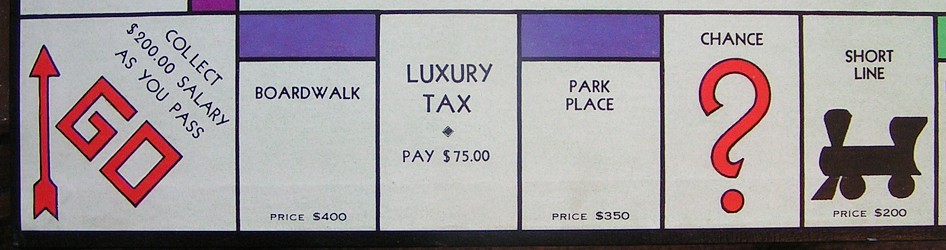 COLLECT
$200.00 SALARY
AS YOU PASS
GO
BOARDWALK
PRICE $400
LUXURY
TAX
PAY $75.00
PARK
PLACE
PRICE $350
CHANCE
?
SHORT
LINE
PRICE $200